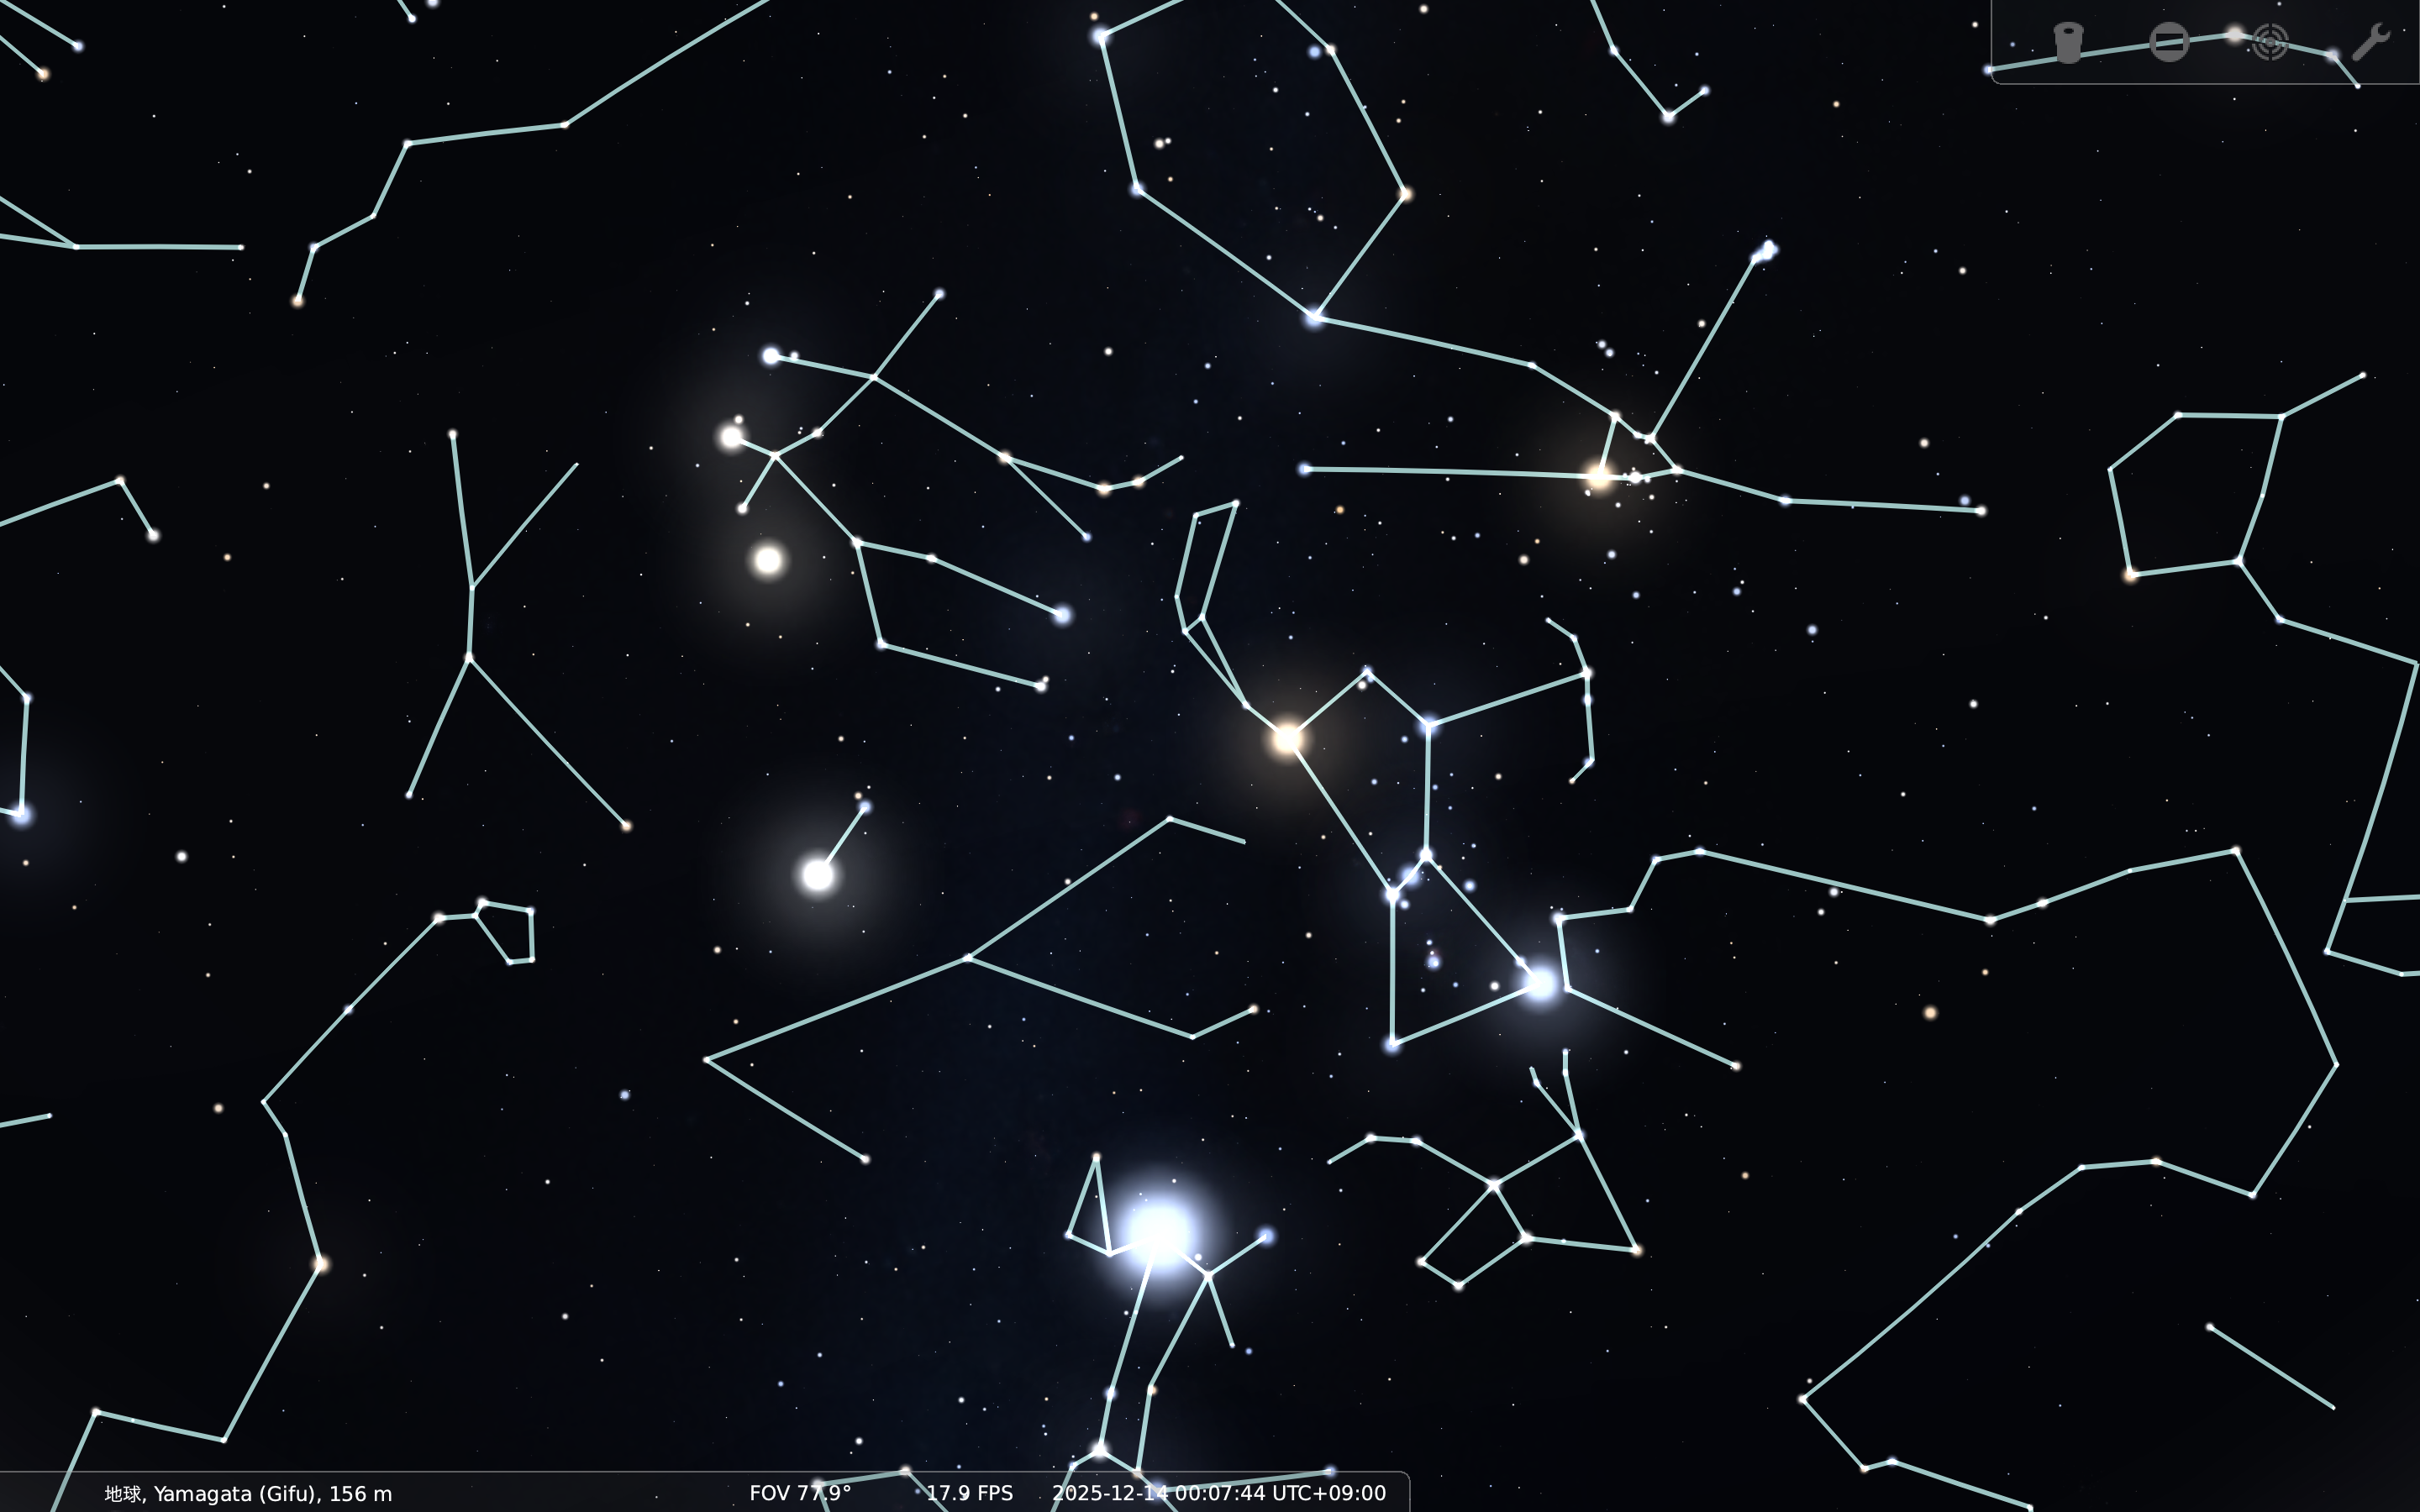 地球, Yamagata (Gifu), 156 m FOV 77.9° 17.9 FPS 2025-12-14 00:07:44 UTC+09:00